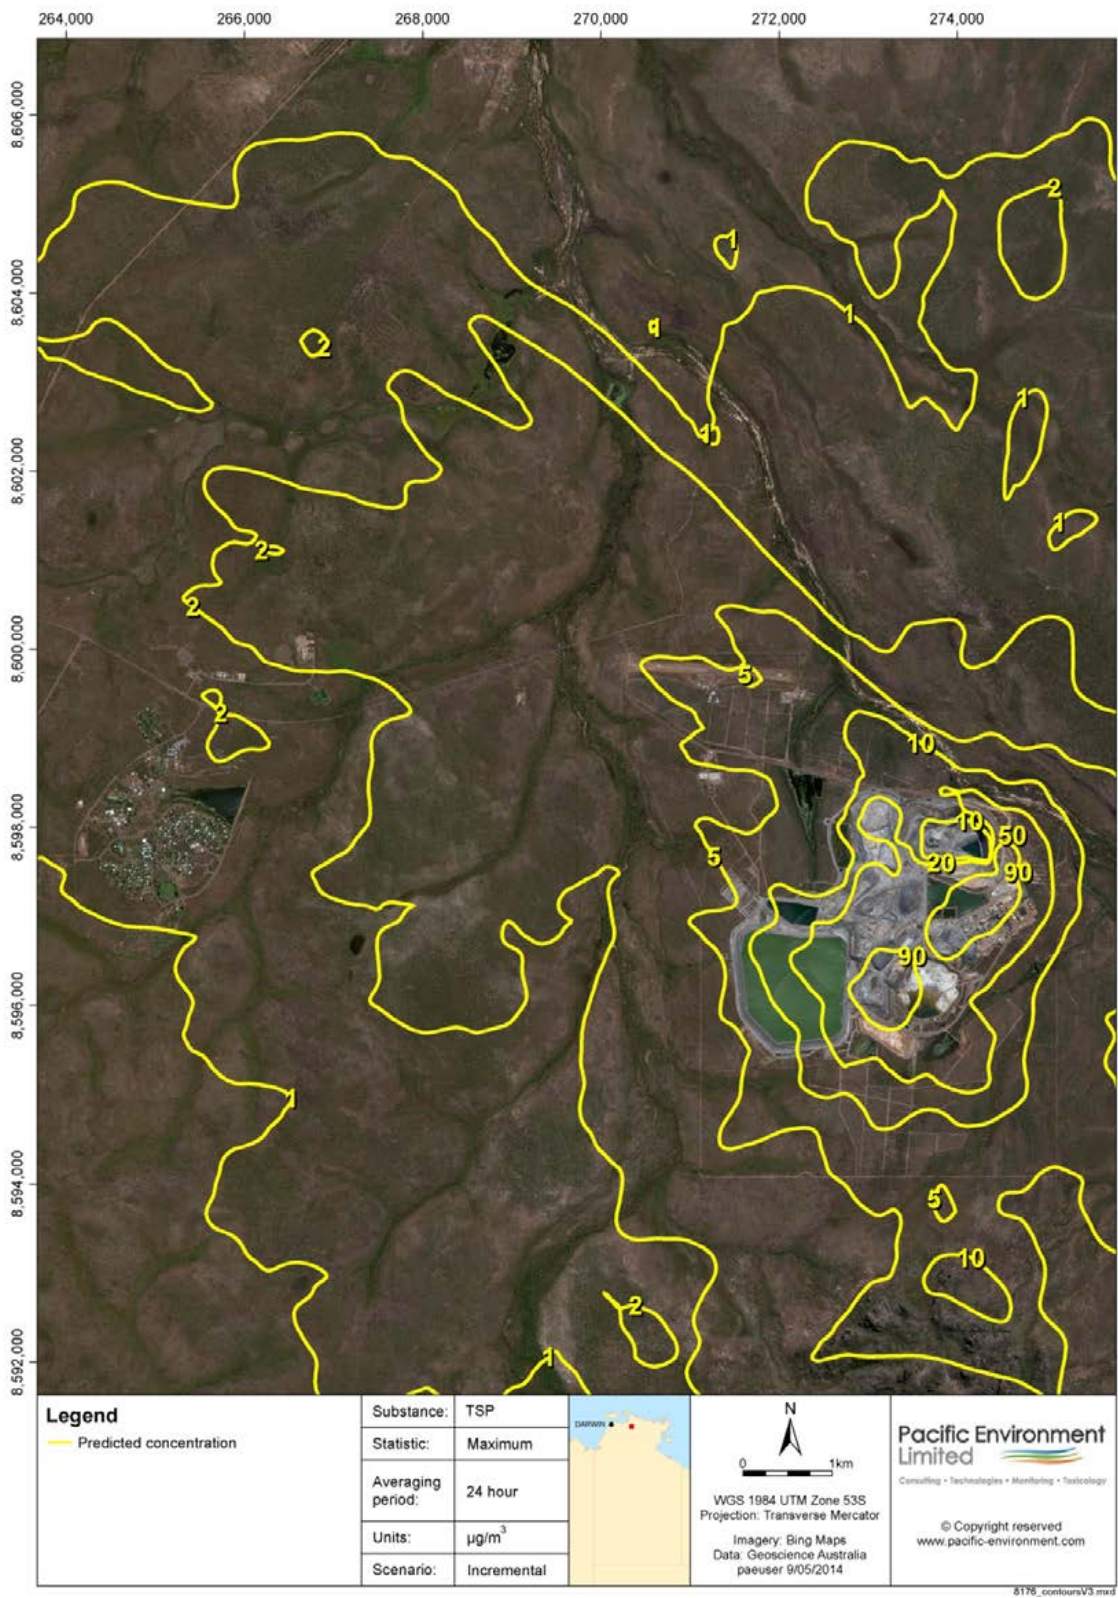 264,000 266,000 268,000 270,000 272,000 274,000
8,606,000
2
1
8,604,000
1
1
2
1
1
8,602,000
1
2
2
8,600,000
5
2
10
8,598,000
10
50
5
20
90
90
8,596,000
1
8,594,000
5
10
2
8,592,000
1
Legend
Predicted concentration
Substance: TSP
Statistic: Maximum
Averaging period: 24 hour
Units: µg/m³
Scenario: Incremental
DARWIN
N
0 1km
WGS 1984 UTM Zone 53S
Projection: Transverse Mercator
Imagery: Bing Maps
Data: Geoscience Australia
paeuser 9/05/2014
Pacific Environment
Limited
Consulting • Technologies • Monitoring • Toxicology
© Copyright reserved
www.pacific-environment.com
8176_contoursV3.mxd